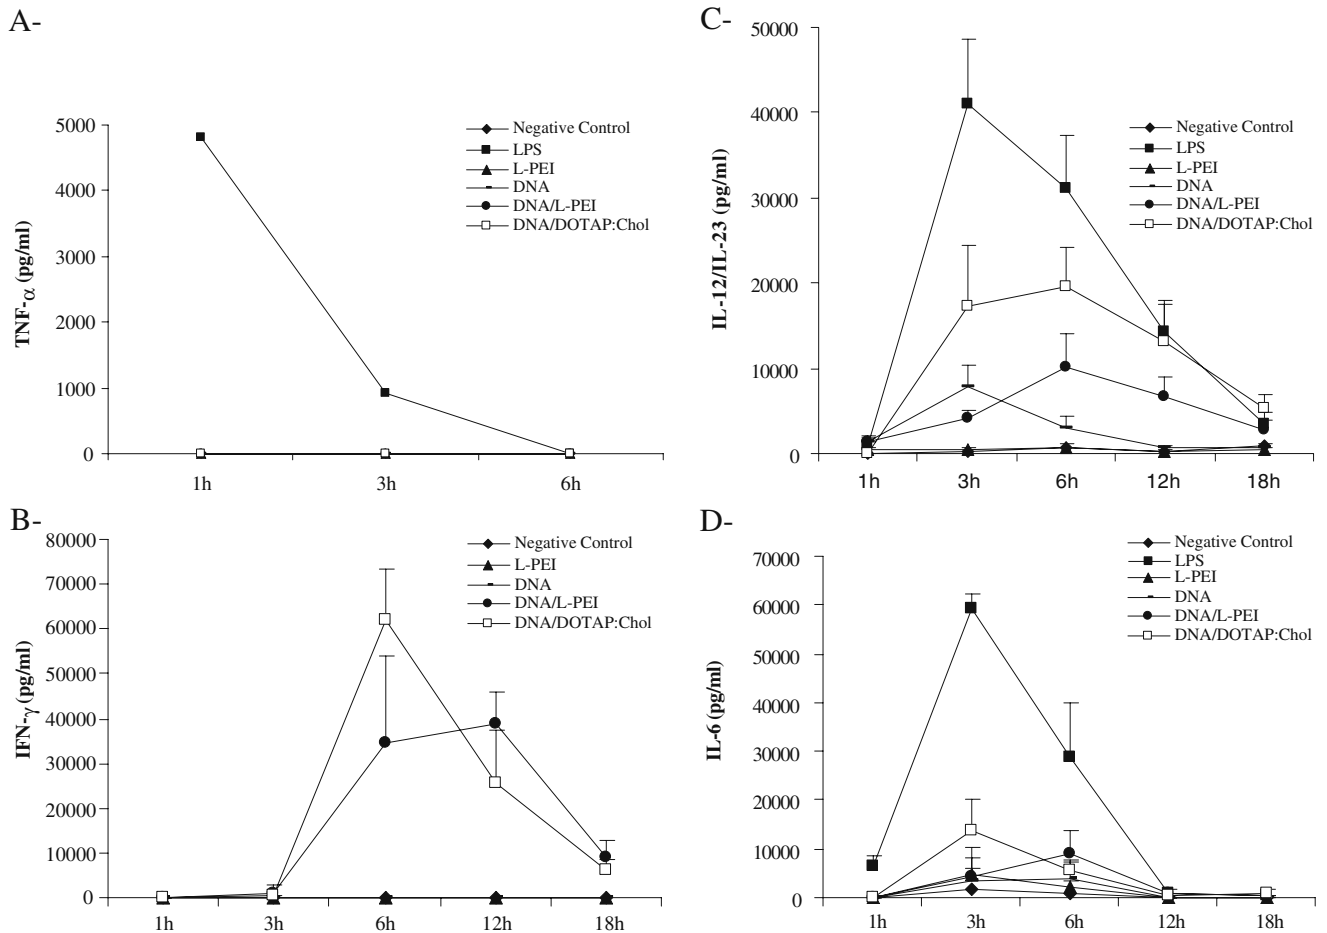 A-
5000
4000
3000
2000
1000
0
TNF-α (pg/ml)
1h
3h
6h
Negative Control
LPS
L-PEI
DNA
DNA/L-PEI
DNA/DOTAP:Chol
B-
80000
70000
60000
50000
40000
30000
20000
10000
0
IFN-γ (pg/ml)
1h
3h
6h
12h
18h
Negative Control
L-PEI
DNA
DNA/L-PEI
DNA/DOTAP:Chol
C-
50000
40000
30000
20000
10000
0
IL-12/IL-23 (pg/ml)
1h
3h
6h
12h
18h
Negative Control
LPS
L-PEI
DNA
DNA/L-PEI
DNA/DOTAP:Chol
D-
70000
60000
50000
40000
30000
20000
10000
0
IL-6 (pg/ml)
1h
3h
6h
12h
18h
Negative Control
LPS
L-PEI
DNA
DNA/L-PEI
DNA/DOTAP:Chol